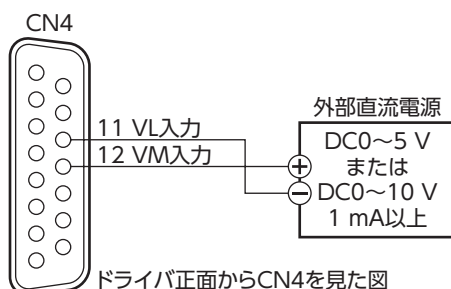 CN4
11 VL入力
12 VM入力
外部直流電源
DC0～5 V
または
DC0～10 V
1 mA以上
+
−
ドライバ正面からCN4を見た図